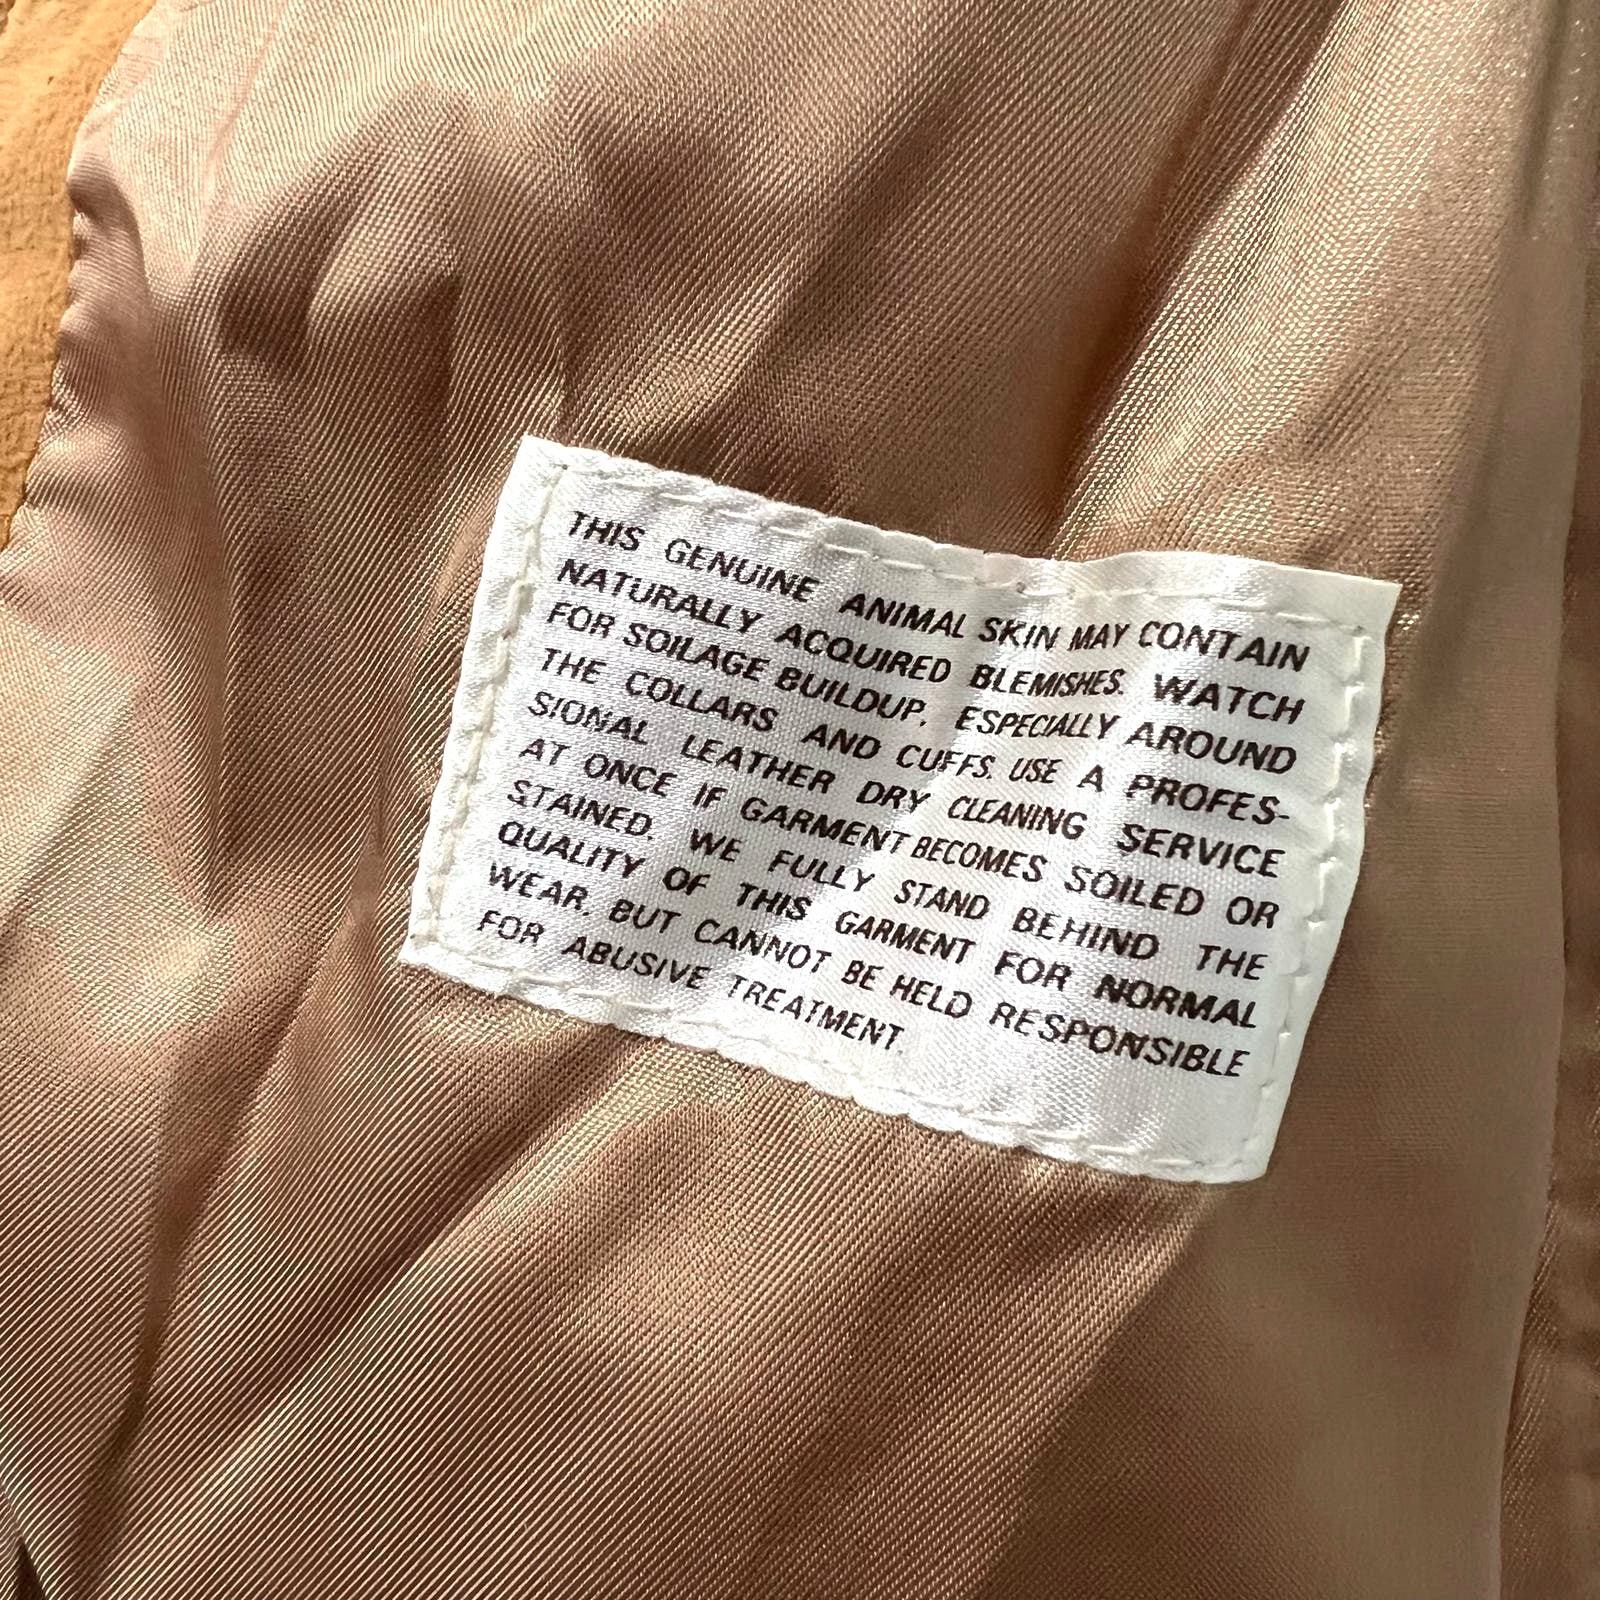 THIS GENUINE ANIMAL SKIN MAY CONTAIN
NATURALLY ACQUIRED BLEMISHES. WATCH
FOR SOILAGE BUILDUP, ESPECIALLY AROUND
THE COLLARS AND CUFFS. USE A PROFES-
SIONAL LEATHER DRY CLEANING SERVICE
AT ONCE IF GARMENT BECOMES SOILED OR
STAINED. WE FULLY STAND BEHIND THE
QUALITY OF THIS GARMENT FOR NORMAL
WEAR, BUT CANNOT BE HELD RESPONSIBLE
FOR ABUSIVE TREATMENT.